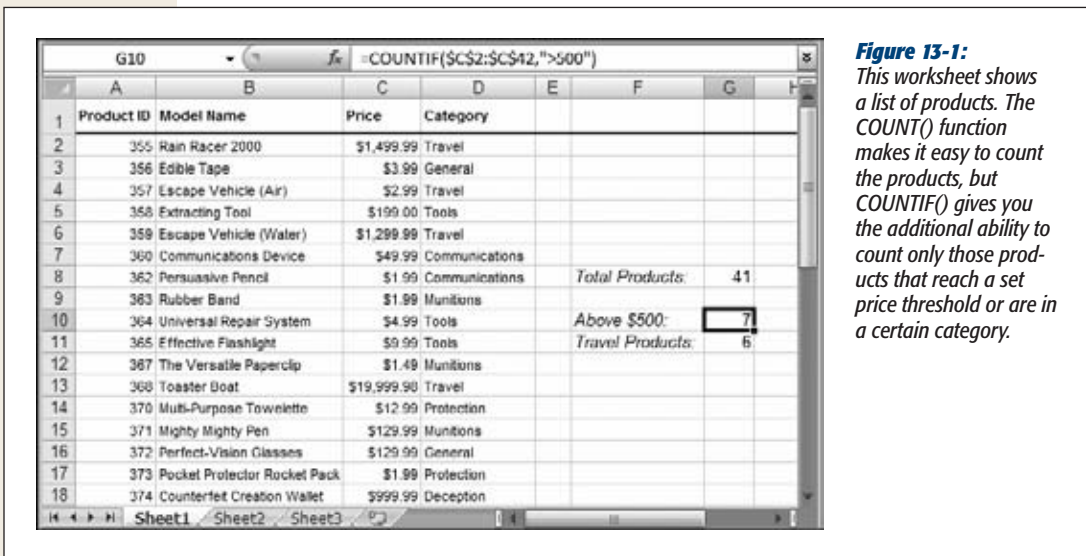 G10 fx =COUNTIF($C$2:$C$42,">500")
A B C D E F G H
1 Product ID Model Name Price Category
2 355 Rain Racer 2000 $1,499.99 Travel
3 356 Edible Tape $3.99 General
4 357 Escape Vehicle (Air) $2.99 Travel
5 358 Extracting Tool $199.00 Tools
6 359 Escape Vehicle (Water) $1,299.99 Travel
7 360 Communications Device $49.99 Communications
8 362 Persuasive Pencil $1.99 Communications Total Products: 41
9 363 Rubber Band $1.99 Munitions
10 364 Universal Repair System $4.99 Tools Above $500: 7
11 365 Effective Flashlight $9.99 Tools Travel Products: 6
12 367 The Versatile Paperclip $1.49 Munitions
13 368 Toaster Boat $19,999.98 Travel
14 370 Multi-Purpose Towelette $12.99 Protection
15 371 Mighty Mighty Pen $129.99 Munitions
16 372 Perfect-Vision Glasses $129.99 General
17 373 Pocket Protector Rocket Pack $1.99 Protection
18 374 Counterfeit Creation Wallet $999.99 Deception
Sheet1 Sheet2 Sheet3
Figure 13-1:
This worksheet shows
a list of products. The
COUNT() function
makes it easy to count
the products, but
COUNTIF() gives you
the additional ability to
count only those prod-
ucts that reach a set
price threshold or are in
a certain category.